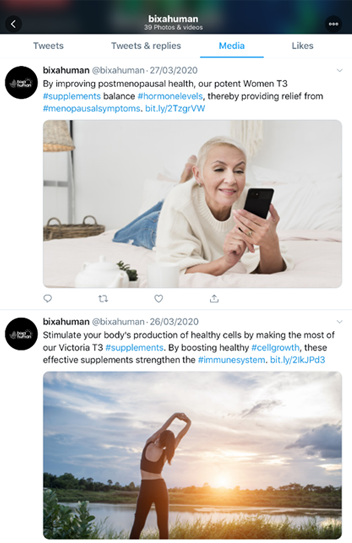 bixahuman
39 Photos & videos
Tweets Tweets & replies Media Likes
bixahuman @bixahuman · 27/03/2020
By improving postmenopausal health, our potent Women T3
#supplements balance #hormonelevels, thereby providing relief from
#menopausalsymptoms. bit.ly/2TzgrVW
bixahuman @bixahuman · 26/03/2020
Stimulate your body's production of healthy cells by making the most of
our Victoria T3 #supplements. By boosting healthy #cellgrowth, these
effective supplements strengthen the #immunesystem. bit.ly/2IkJPd3